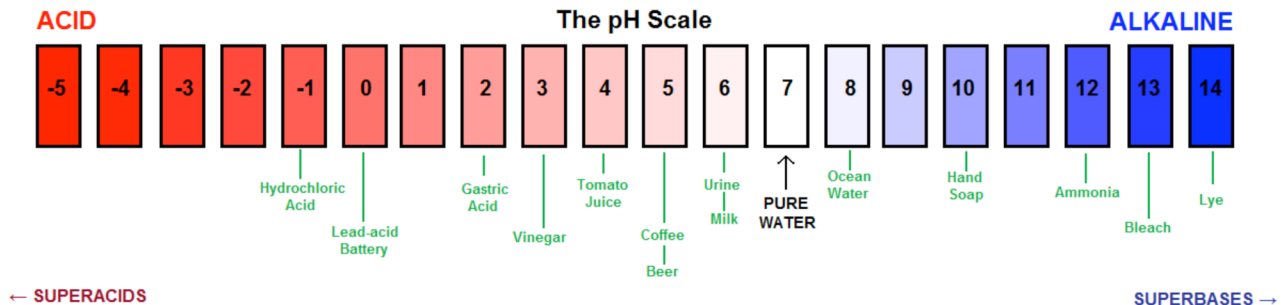 ACID
The pH Scale
ALKALINE
-5 -4 -3 -2 -1 0 1 2 3 4 5 6 7 8 9 10 11 12 13 14
Hydrochloric
Acid
Lead-acid
Battery
Gastric
Acid
Vinegar
Tomato
Juice
Coffee
Beer
Urine
Milk
PURE
WATER
Ocean
Water
Hand
Soap
Ammonia
Bleach
Lye
← SUPERACIDS
SUPERBASES →